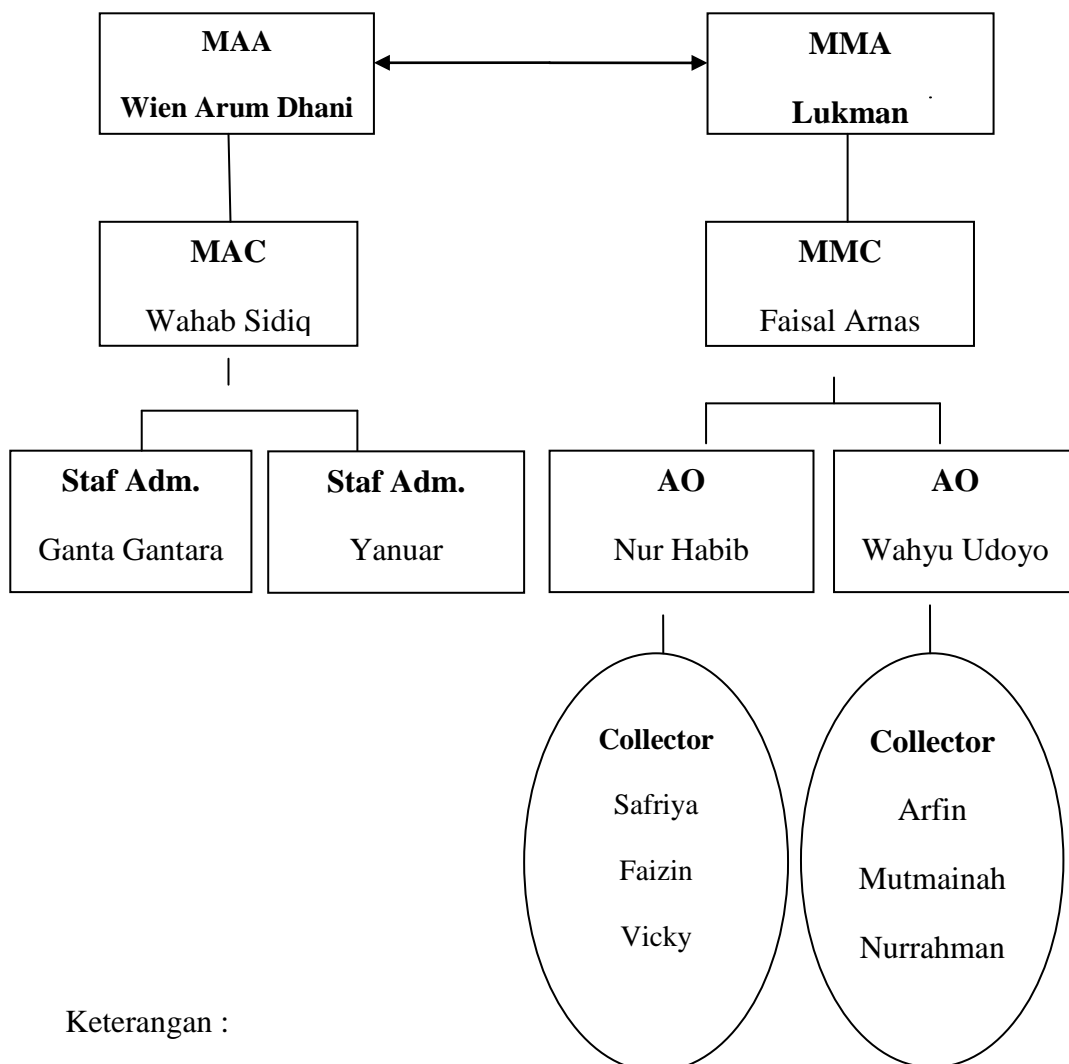 MAA
Wien Arum Dhani
MMA
Lukman
MAC
Wahab Sidiq
MMC
Faisal Arnas
Staf Adm.
Ganta Gantara
Staf Adm.
Yanuar
AO
Nur Habib
AO
Wahyu Udoyo
Collector
Safriya
Faizin
Vicky
Collector
Arfin
Mutmainah
Nurrahman
Keterangan :